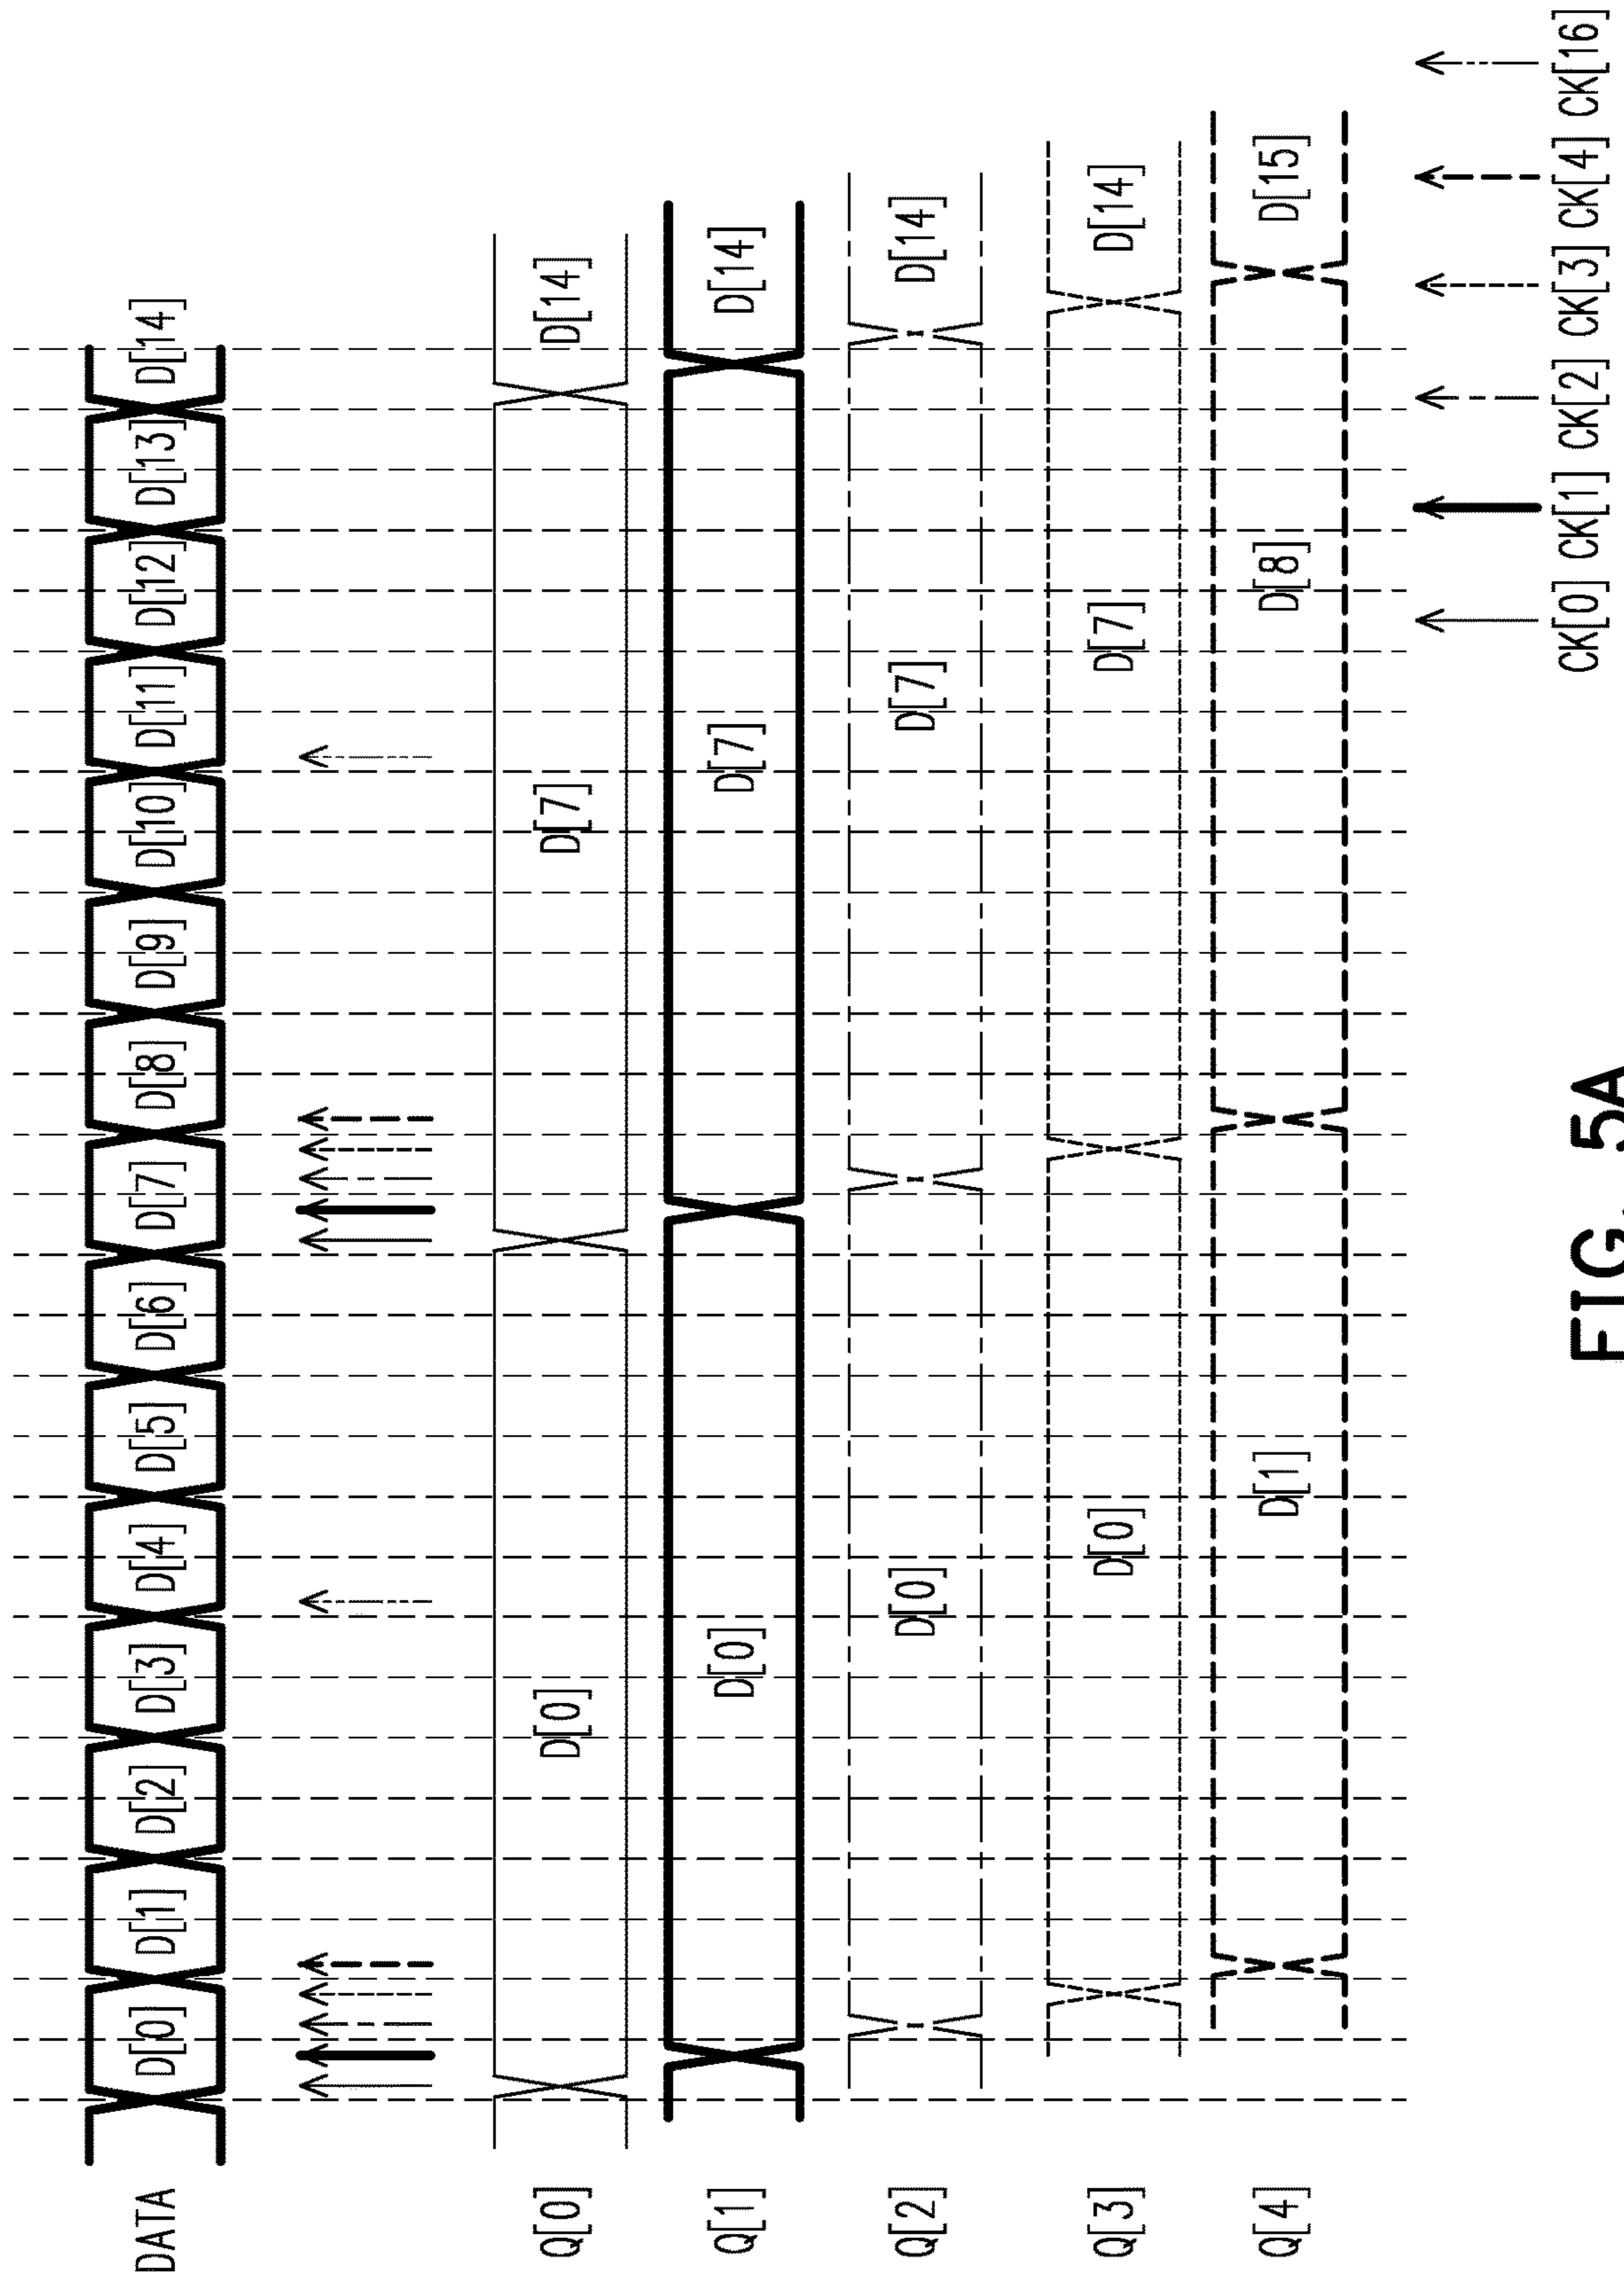 DATA D[0] D[1] D[2] D[3] D[4] D[5] D[6] D[7] D[8] D[9] D[10] D[11] D[12] D[13] D[14]
Q[0] D[0] D[7] D[14]
Q[1] D[0] D[7] D[14]
Q[2] D[0] D[7] D[14]
Q[3] D[0] D[7] D[14]
Q[4] D[1] D[8] D[15]
CK[0] CK[1] CK[2] CK[3] CK[4] CK[16]
FIG. 5A